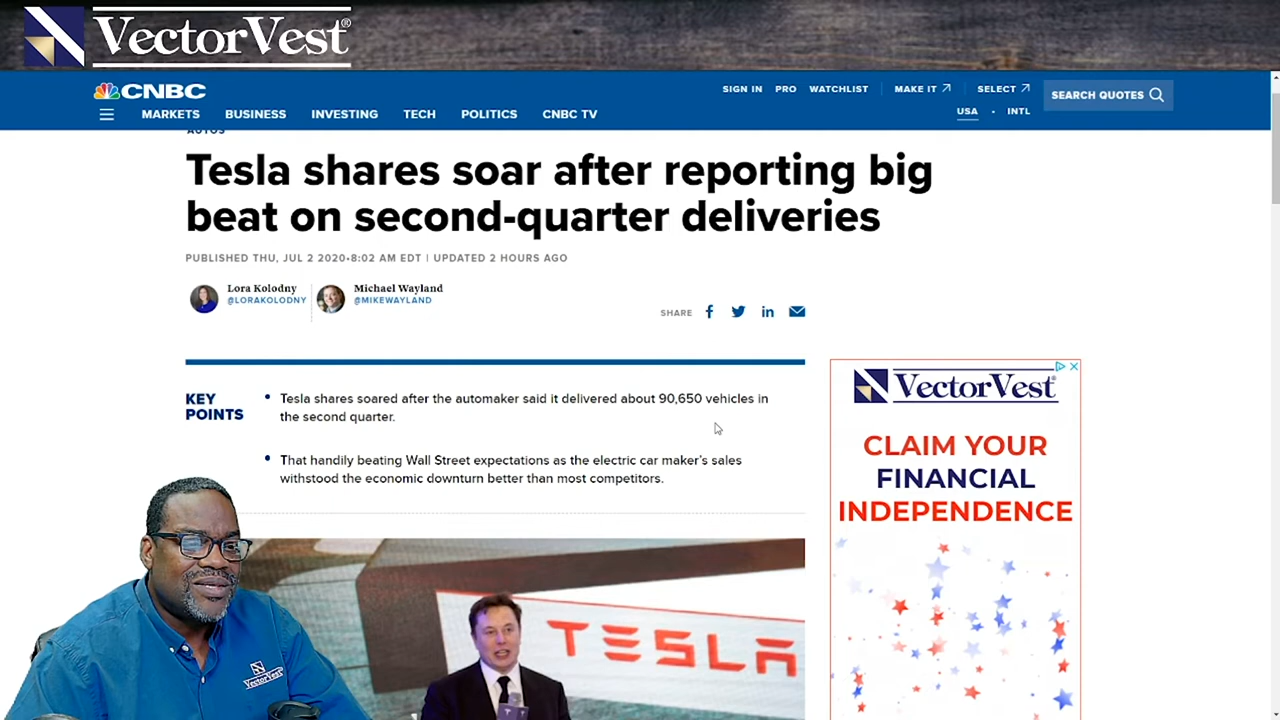 VectorVest®
CNBC
SIGN IN PRO WATCHLIST MAKE IT SELECT
SEARCH QUOTES
MARKETS BUSINESS INVESTING TECH POLITICS CNBC TV
USA · INTL
AUTOS
Tesla shares soar after reporting big
beat on second-quarter deliveries
PUBLISHED THU, JUL 2 2020•8:02 AM EDT | UPDATED 2 HOURS AGO
Lora Kolodny
@LORAKOLODNY
Michael Wayland
@MIKEWAYLAND
SHARE
KEY
POINTS
• Tesla shares soared after the automaker said it delivered about 90,650 vehicles in
the second quarter.
• That handily beating Wall Street expectations as the electric car maker's sales
withstood the economic downturn better than most competitors.
VectorVest®
CLAIM YOUR
FINANCIAL
INDEPENDENCE
TESLA
VectorVest